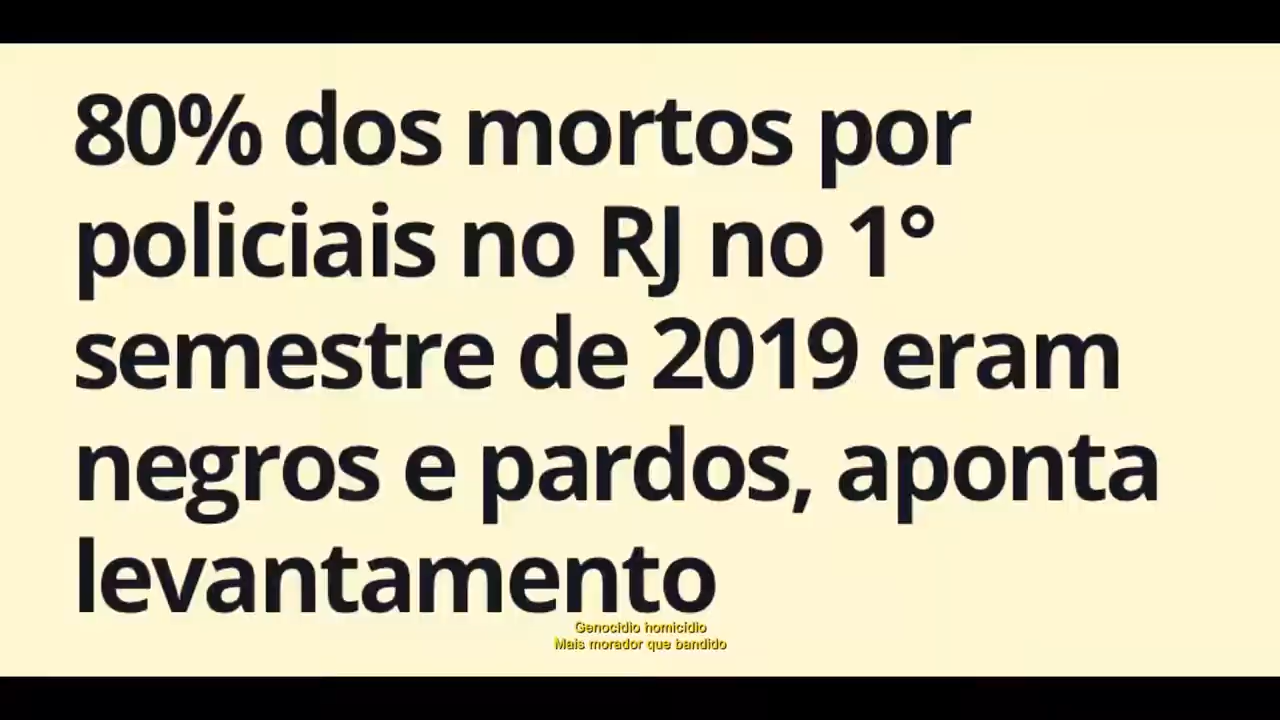 80% dos mortos por
policiais no RJ no 1°
semestre de 2019 eram
negros e pardos, aponta
levantamento
Genocídio homicídio
Mais morador que bandido